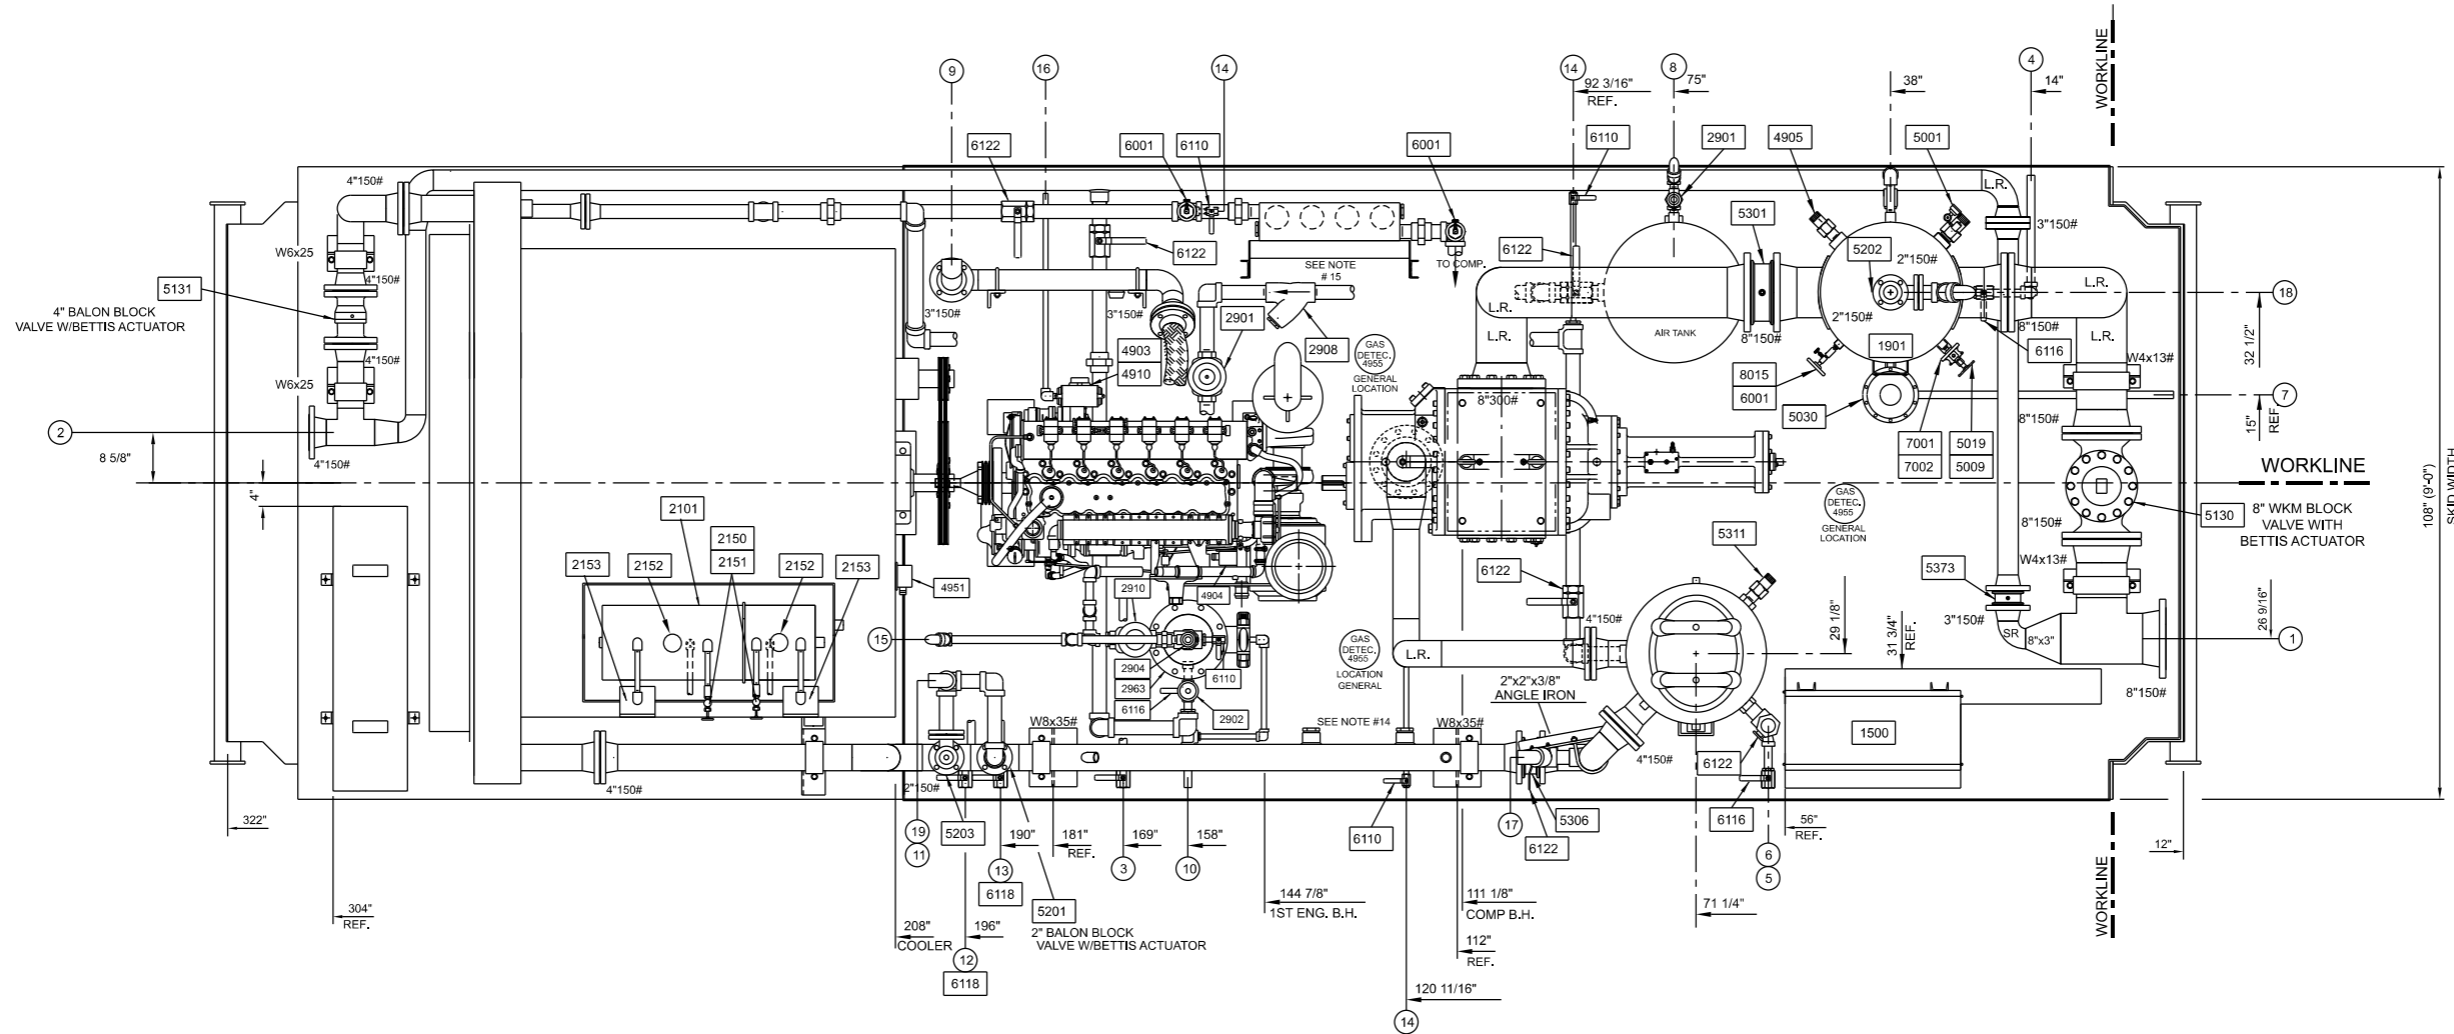 WORKLINE
9
16
14
14
92 3/16"
REF.
8
75"
38"
4
14"
6122
6001
6110
6001
6110
2901
4905
5001
4"150#
W6x25
4"150#
5131
4" BALON BLOCK
VALVE W/BETTIS ACTUATOR
4"150#
W6x25
4"150#
2
8 5/8"
4"
6122
SEE NOTE
# 15
TO COMP.
3"150#
3"150#
2901
2908
4903
4910
GAS
DETEC.
4955
GENERAL
LOCATION
6122
L.R.
L.R.
AIR TANK
5301
8"150#
5202
2"150#
2"150#
L.R.
3"150#
L.R.
L.R.
8"150#
6116
W4x13#
18
32 1/2"
7
15"
REF.
1901
8015
6001
5030
7001
7002
5019
5009
8"150#
8"300#
WORKLINE
GAS
DETEC.
4955
GENERAL
LOCATION
108" (9'-0")
SKID WIDTH
5130
8" WKM BLOCK
VALVE WITH
BETTIS ACTUATOR
8"150#
W4x13#
5373
3"150#
SR
8"x3"
26 9/16"
1
8"150#
2101
2150
2151
2153
2152
2152
2153
4951
2910
4904
15
2904
2963
6110
6116
2902
GAS
DETEC.
4955
LOCATION
GENERAL
L.R.
6122
4"150#
5311
29 1/8"
31 3/4"
REF.
2"x2"x3/8"
ANGLE IRON
SEE NOTE #14
W8x35#
W8x35#
4"150#
6122
1500
4"150#
2"150#
322"
19
11
5203
190"
181"
REF.
169"
158"
6110
17
5306
6122
6116
56"
REF.
12"
13
6118
3
10
6
5
304"
REF.
208"
COOLER
196"
5201
2" BALON BLOCK
VALVE W/BETTIS ACTUATOR
144 7/8"
1ST ENG. B.H.
111 1/8"
COMP B.H.
71 1/4"
WORKLINE
12
6118
112"
REF.
120 11/16"
14